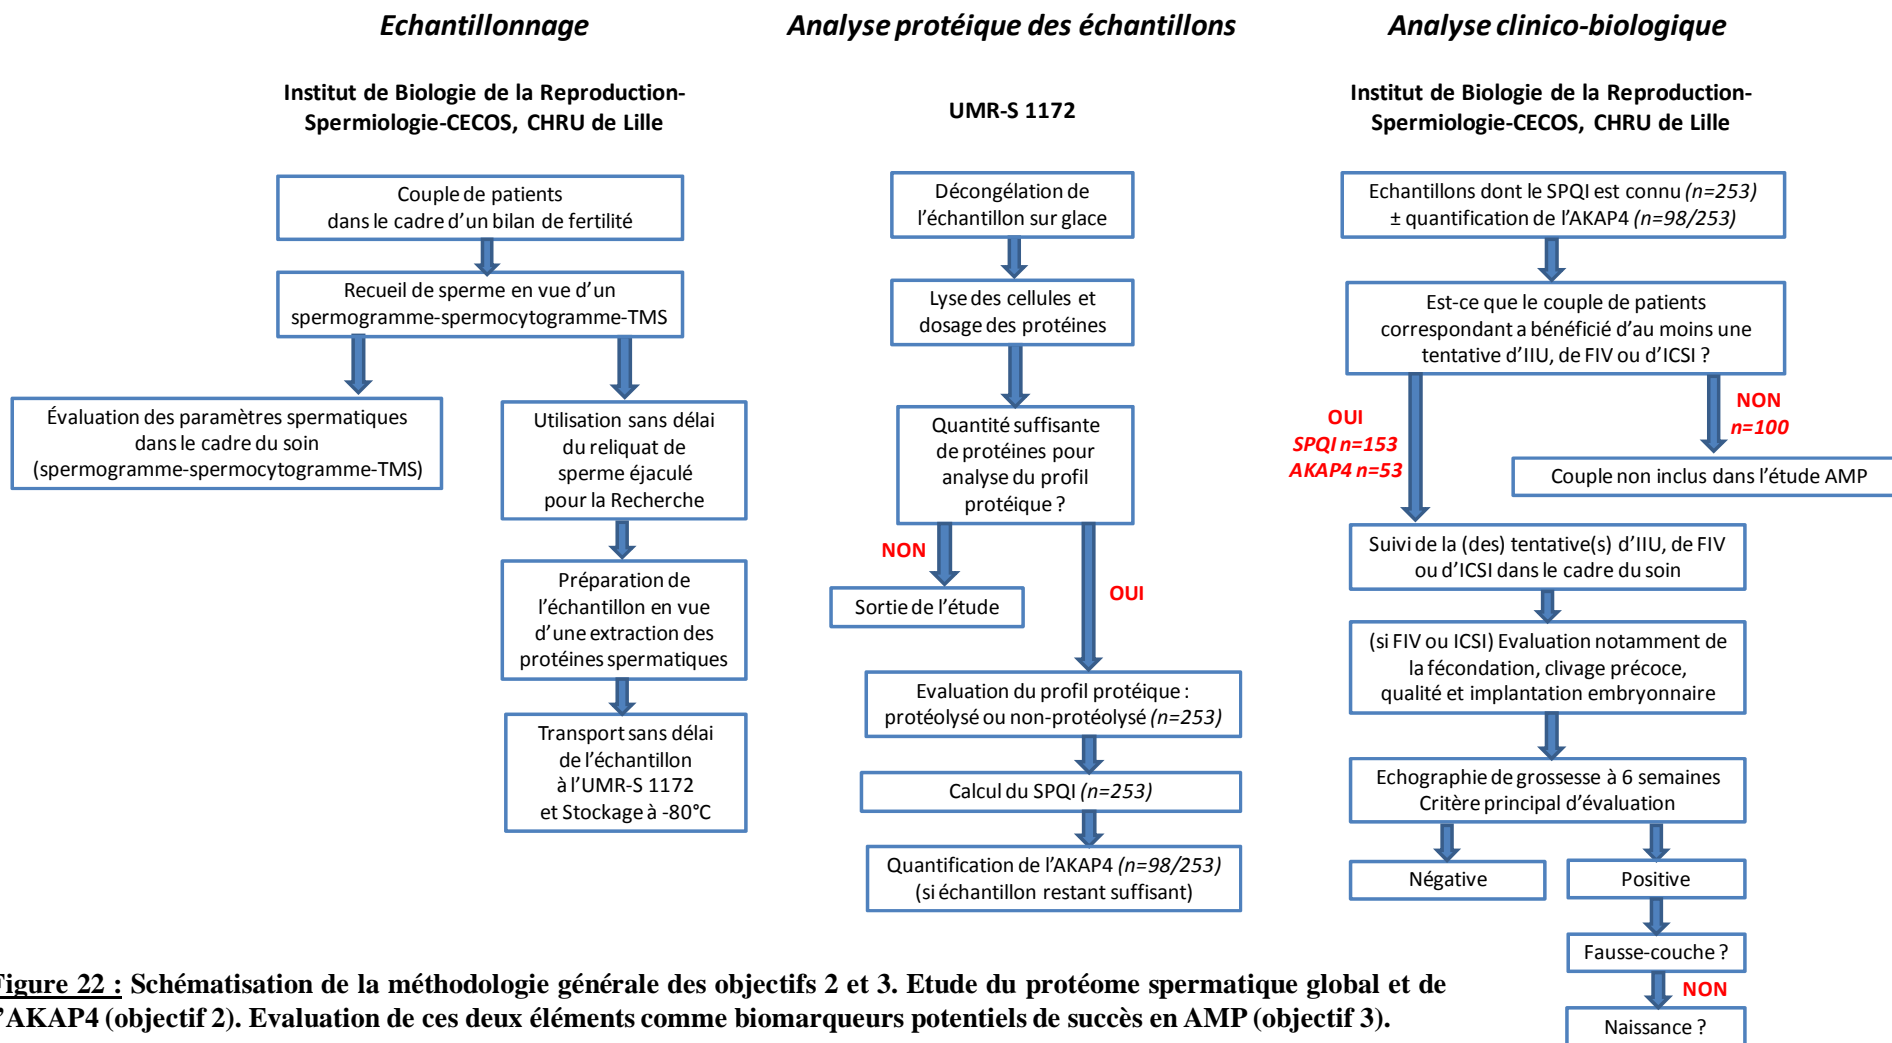 Echantillonnage
Institut de Biologie de la Reproduction-
Spermiologie-CECOS, CHRU de Lille
Couple de patients
dans le cadre d'un bilan de fertilité
Recueil de sperme en vue d'un
spermogramme-spermocytogramme-TMS
Évaluation des paramètres spermatiques
dans le cadre du soin
(spermogramme-spermocytogramme-TMS)
Utilisation sans délai
du reliquat de
sperme éjaculé
pour la Recherche
Préparation de
l'échantillon en vue
d'une extraction des
protéines spermatiques
Transport sans délai
de l'échantillon
à l'UMR-S 1172
et Stockage à -80°C
Analyse protéique des échantillons
UMR-S 1172
Décongélation de
l'échantillon sur glace
Lyse des cellules et
dosage des protéines
Quantité suffisante
de protéines pour
analyse du profil
protéique ?
NON
Sortie de l'étude
OUI
Evaluation du profil protéique :
protéolysé ou non-protéolysé (n=253)
Calcul du SPQI (n=253)
Quantification de l'AKAP4 (n=98/253)
(si échantillon restant suffisant)
Analyse clinico-biologique
Institut de Biologie de la Reproduction-
Spermiologie-CECOS, CHRU de Lille
Echantillons dont le SPQI est connu (n=253)
± quantification de l'AKAP4 (n=98/253)
Est-ce que le couple de patients
correspondant a bénéficié d'au moins une
tentative d'IIU, de FIV ou d'ICSI ?
OUI
SPQI n=153
AKAP4 n=53
NON
n=100
Couple non inclus dans l'étude AMP
Suivi de la (des) tentative(s) d'IIU, de FIV
ou d'ICSI dans le cadre du soin
(si FIV ou ICSI) Evaluation notamment de
la fécondation, clivage précoce,
qualité et implantation embryonnaire
Echographie de grossesse à 6 semaines
Critère principal d'évaluation
Négative
Positive
Fausse-couche ?
NON
Naissance ?
Figure 22 : Schématisation de la méthodologie générale des objectifs 2 et 3. Etude du protéome spermatique global et de
l'AKAP4 (objectif 2). Evaluation de ces deux éléments comme biomarqueurs potentiels de succès en AMP (objectif 3).